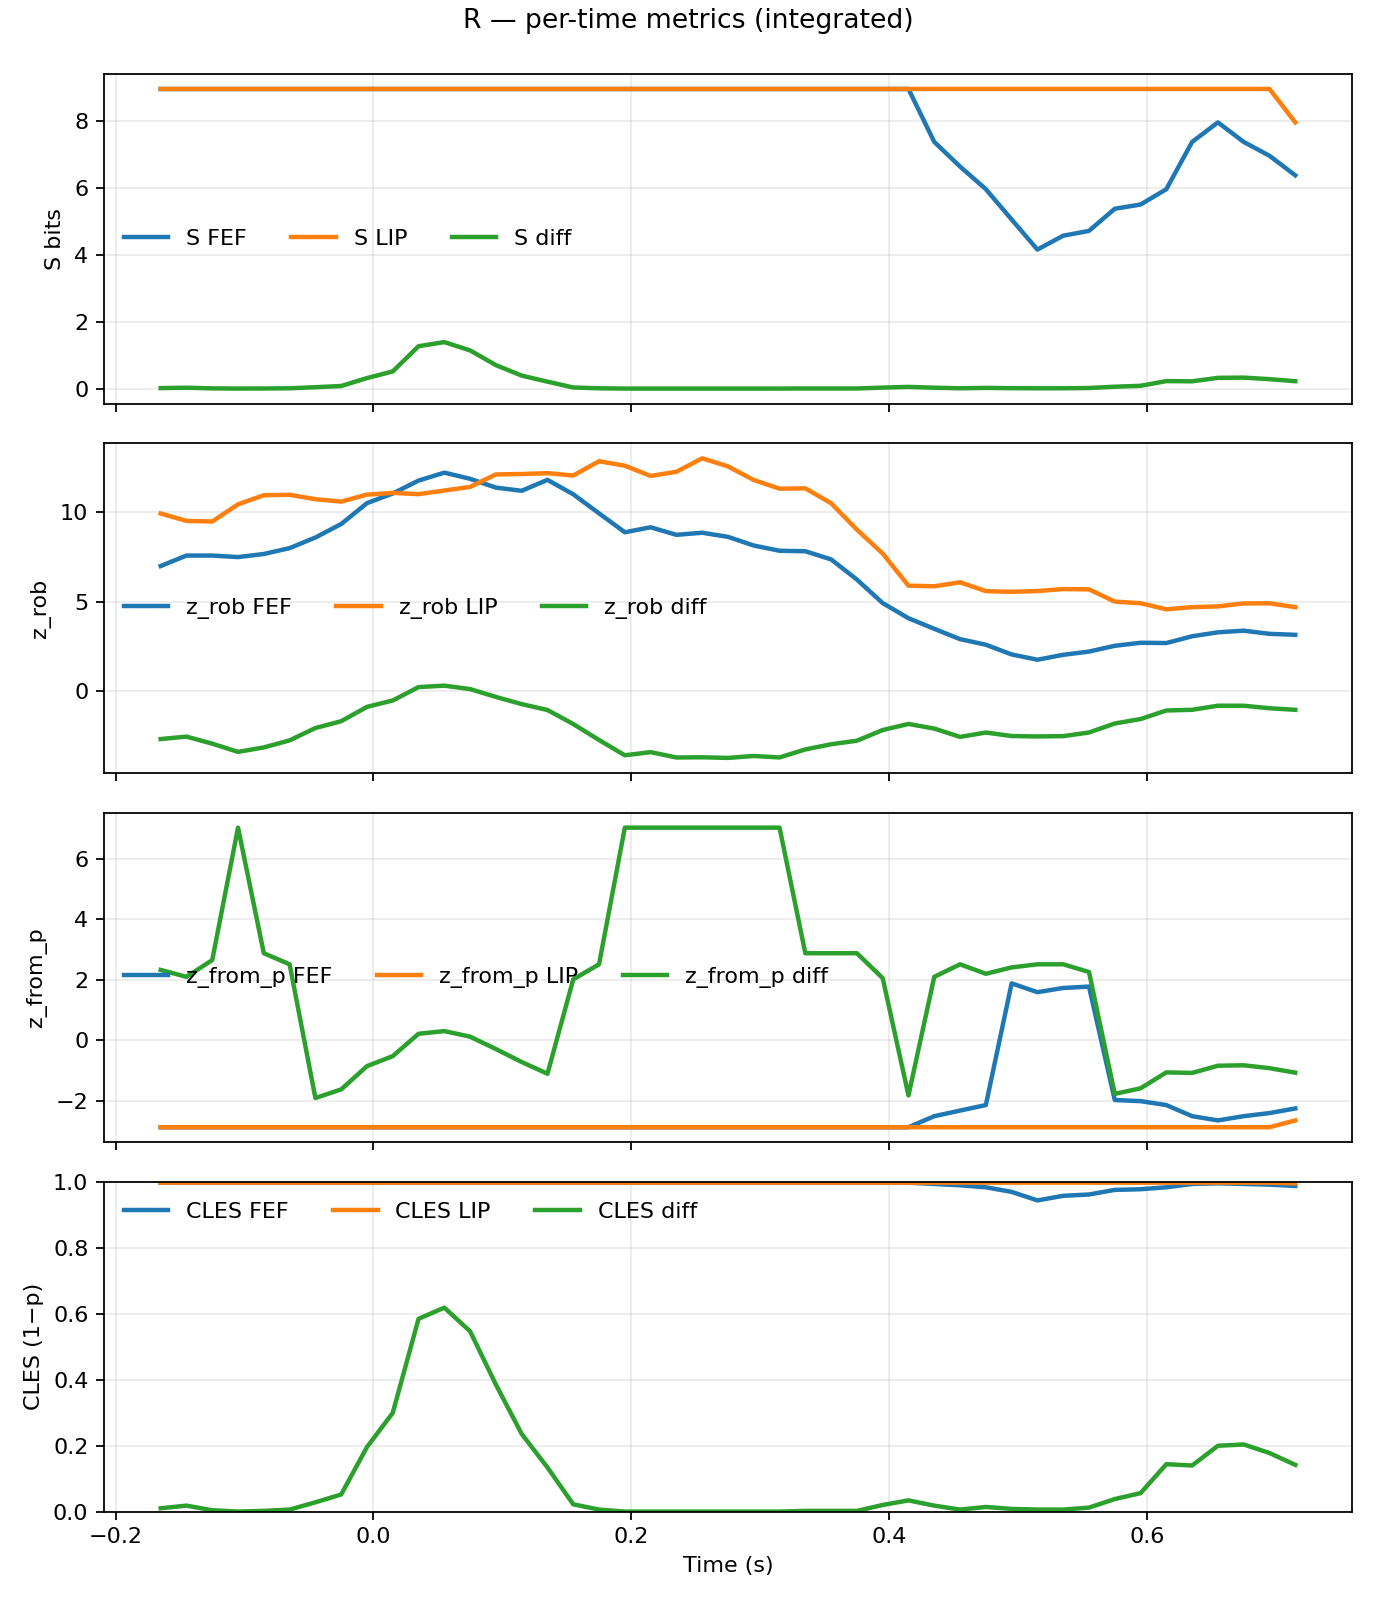 R — per-time metrics (integrated)
8
6
4
2
0
S bits
S FEF
S LIP
S diff
10
5
0
z_rob
z_rob FEF
z_rob LIP
z_rob diff
6
4
2
0
−2
z_from_p
z_from_p FEF
z_from_p LIP
z_from_p diff
1.0
0.8
0.6
0.4
0.2
0.0
CLES (1−p)
CLES FEF
CLES LIP
CLES diff
−0.2
0.0
0.2
0.4
0.6
Time (s)